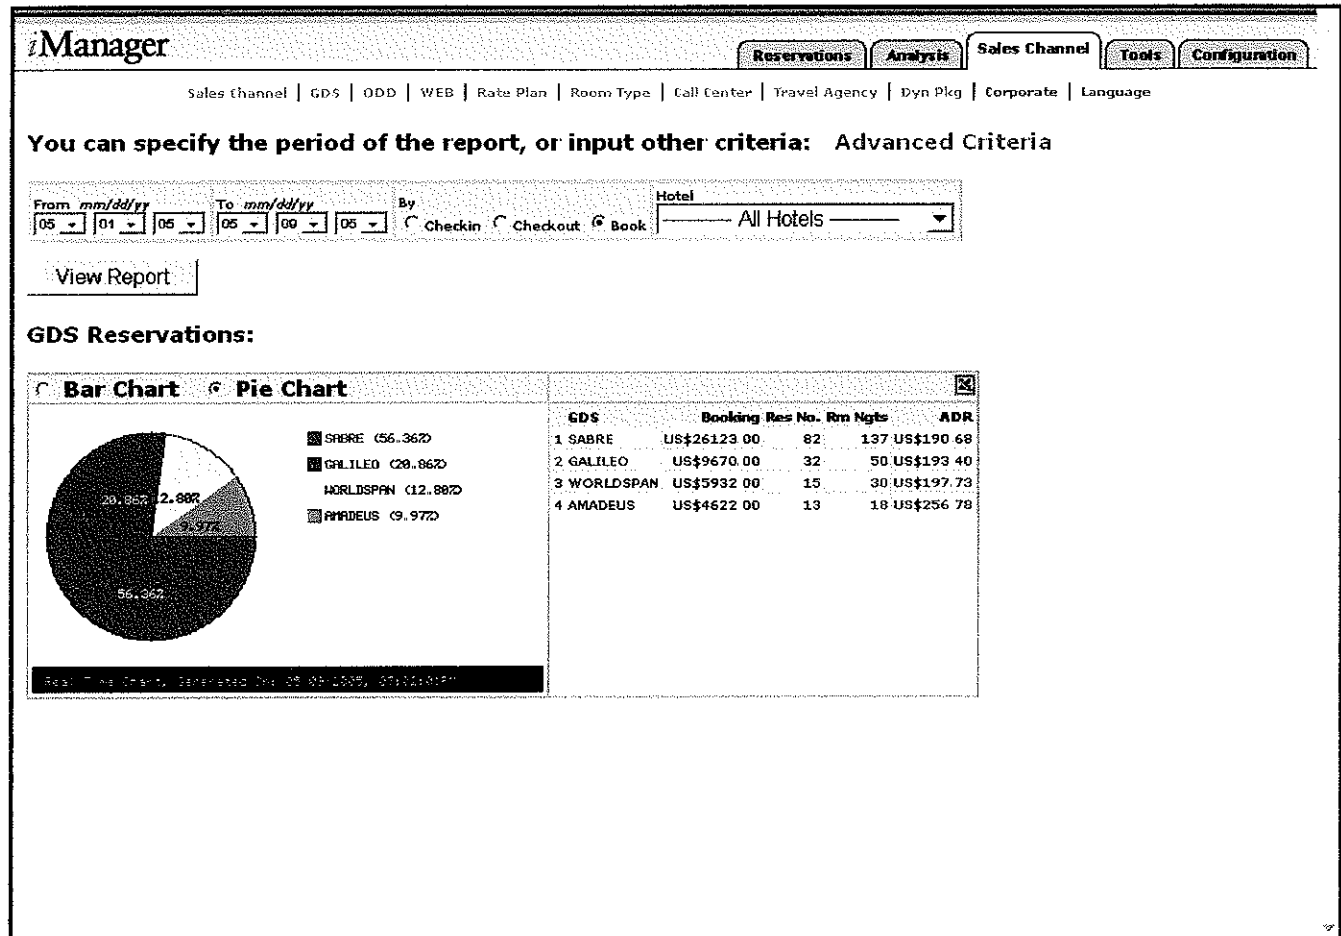 iManager
Reservations Analysis Sales Channel Tools Configuration
Sales Channel | GDS | ODD | WEB | Rate Plan | Room Type | Call Center | Travel Agency | Dyn Pkg | Corporate | Language
You can specify the period of the report, or input other criteria: Advanced Criteria
From mm/dd/yy To mm/dd/yy By Hotel
05 01 05 05 09 05 Checkin Checkout Book All Hotels
View Report
GDS Reservations:
Bar Chart Pie Chart
GDS Booking Res No. Rm Ngts ADR
1 SABRE US$26123 00 82 137 US$190 68
2 GALILEO US$9670.00 32 50 US$193 40
3 WORLDSPAN US$5932 00 15 30 US$197.73
4 AMADEUS US$4622 00 13 18 US$256 78
SABRE (56.36%)
GALILEO (20.86%)
WORLDSPAN (12.80%)
AMADEUS (9.97%)
20.86% 12.80%
9.97%
56.36%
Real Time Chart, Generated On: